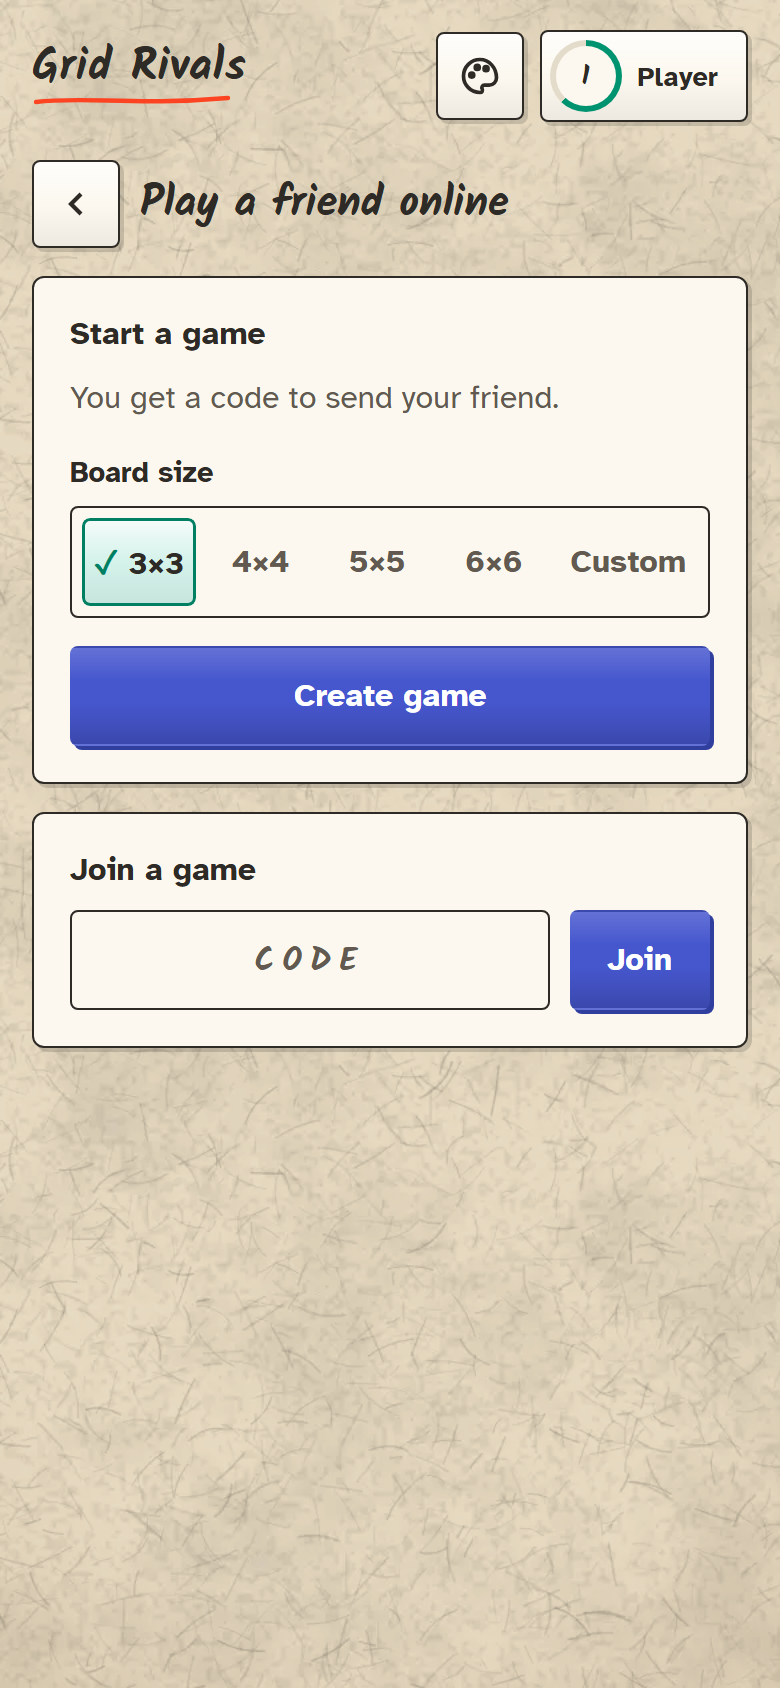 Grid Rivals
1 Player
Play a friend online
Start a game
You get a code to send your friend.
Board size
✓ 3×3 4×4 5×5 6×6 Custom
Create game
Join a game
CODE Join